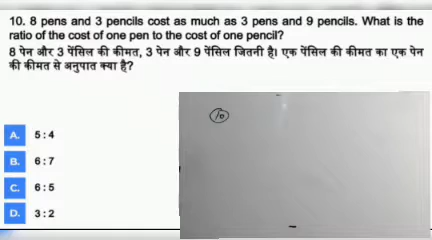 10. 8 pens and 3 pencils cost as much as 3 pens and 9 pencils. What is the
ratio of the cost of one pen to the cost of one pencil?
8 पेन और 3 पेंसिल की कीमत, 3 पेन और 9 पेंसिल जितनी है। एक पेंसिल की कीमत का एक पेन
की कीमत से अनुपात क्या है?
A. 5:4
B. 6:7
C. 6:5
D. 3:2
10